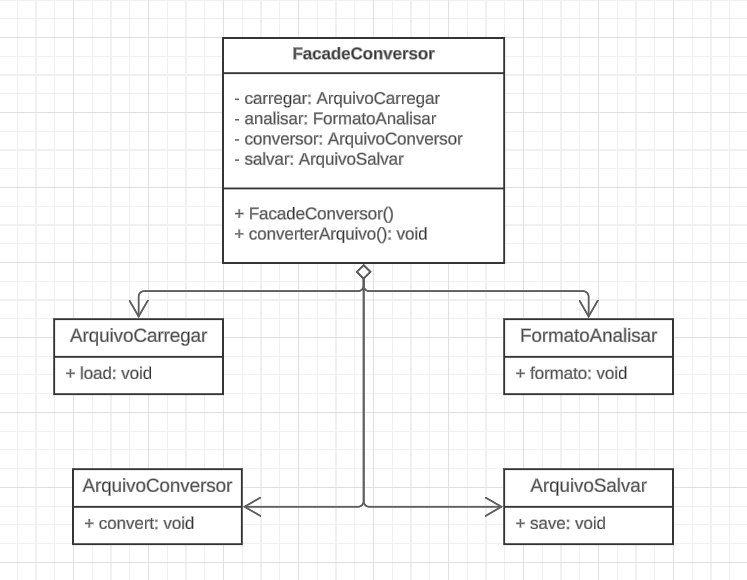 FacadeConversor
- carregar: ArquivoCarregar
- analisar: FormatoAnalisar
- conversor: ArquivoConversor
- salvar: ArquivoSalvar
+ FacadeConversor()
+ converterArquivo(): void
ArquivoCarregar
+ load: void
FormatoAnalisar
+ formato: void
ArquivoConversor
+ convert: void
ArquivoSalvar
+ save: void